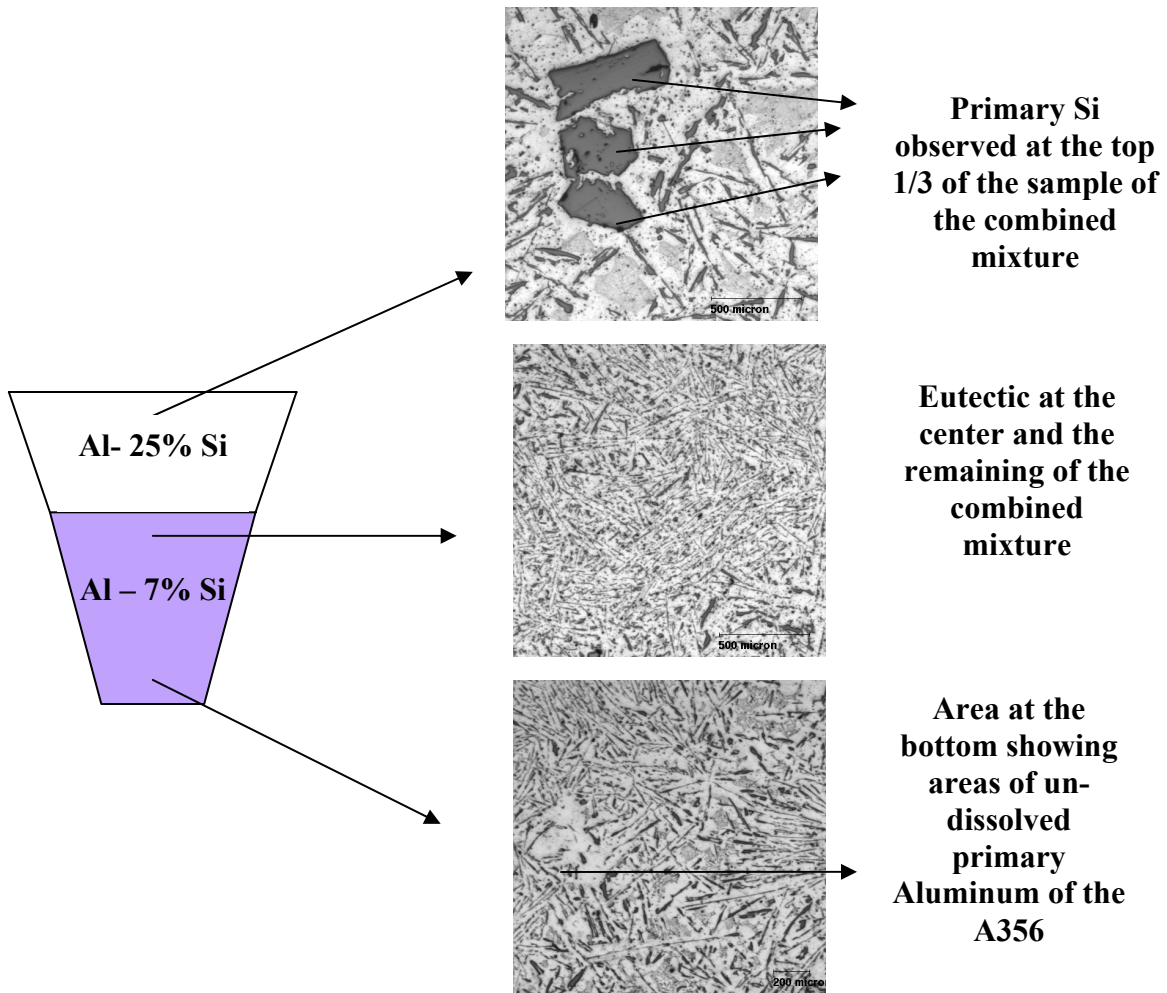 Primary Si
observed at the top
1/3 of the sample of
the combined
mixture
500 micron
Al- 25% Si
Al – 7% Si
Eutectic at the
center and the
remaining of the
combined
mixture
500 micron
Area at the
bottom showing
areas of un-
dissolved
primary
Aluminum of the
A356
200 micron